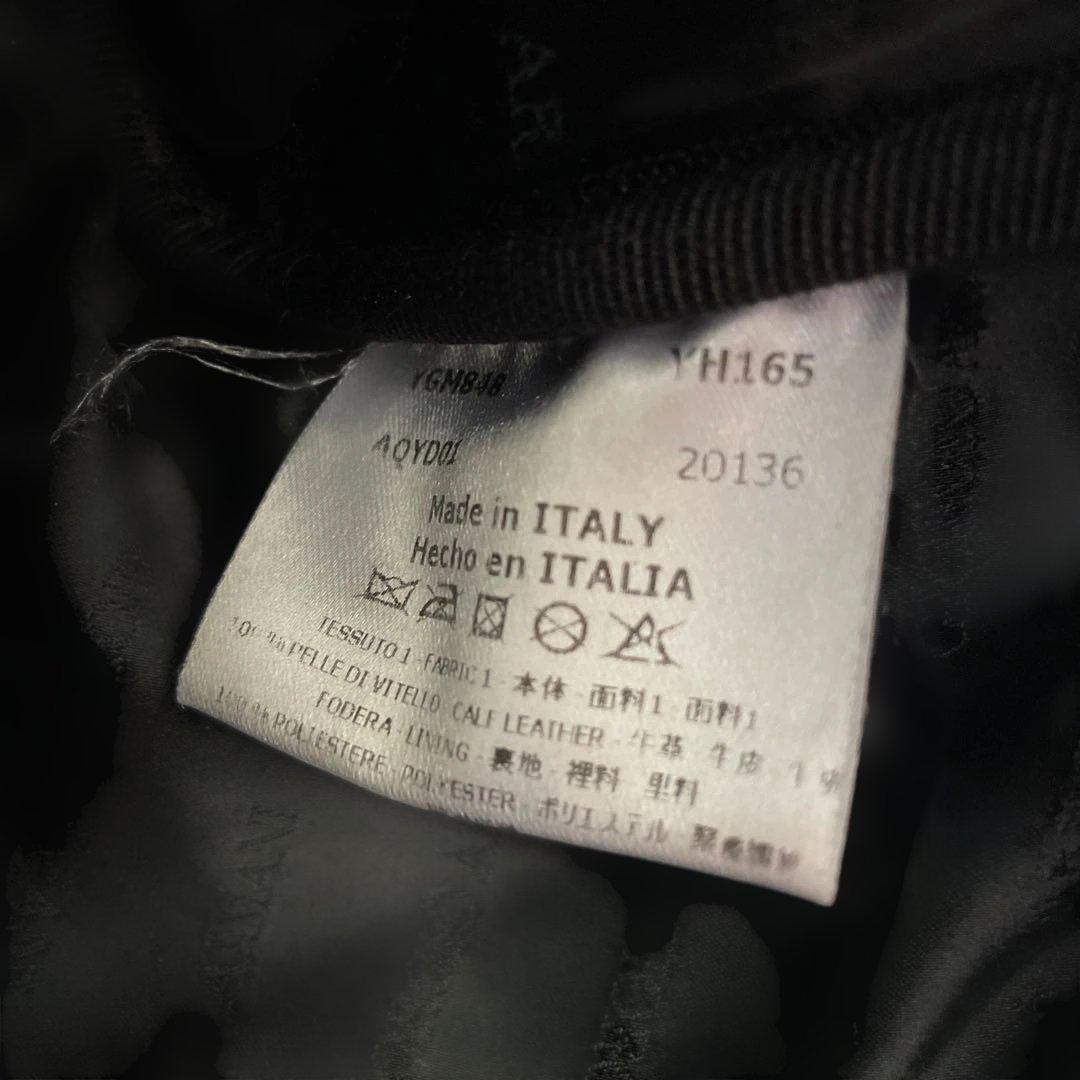 YGM848
YH165
AQYD01
20136
Made in ITALY
Hecho en ITALIA
TESSUTO 1 - FABRIC 1 - 本体 - 面料1 面料1
PELLE DI VITELLO CALF LEATHER - 牛革 牛皮
FODERA - LINING - 裏地 - 裡料 里料
100% POLIESTERE - POLYESTER - ポリエステル -